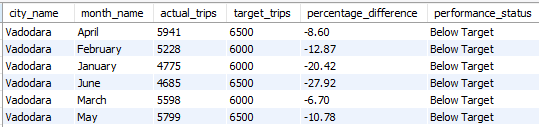 city_name month_name actual_trips target_trips percentage_difference performance_status
Vadodara April 5941 6500 -8.60 Below Target
Vadodara February 5228 6000 -12.87 Below Target
Vadodara January 4775 6000 -20.42 Below Target
Vadodara June 4685 6500 -27.92 Below Target
Vadodara March 5598 6000 -6.70 Below Target
Vadodara May 5799 6500 -10.78 Below Target